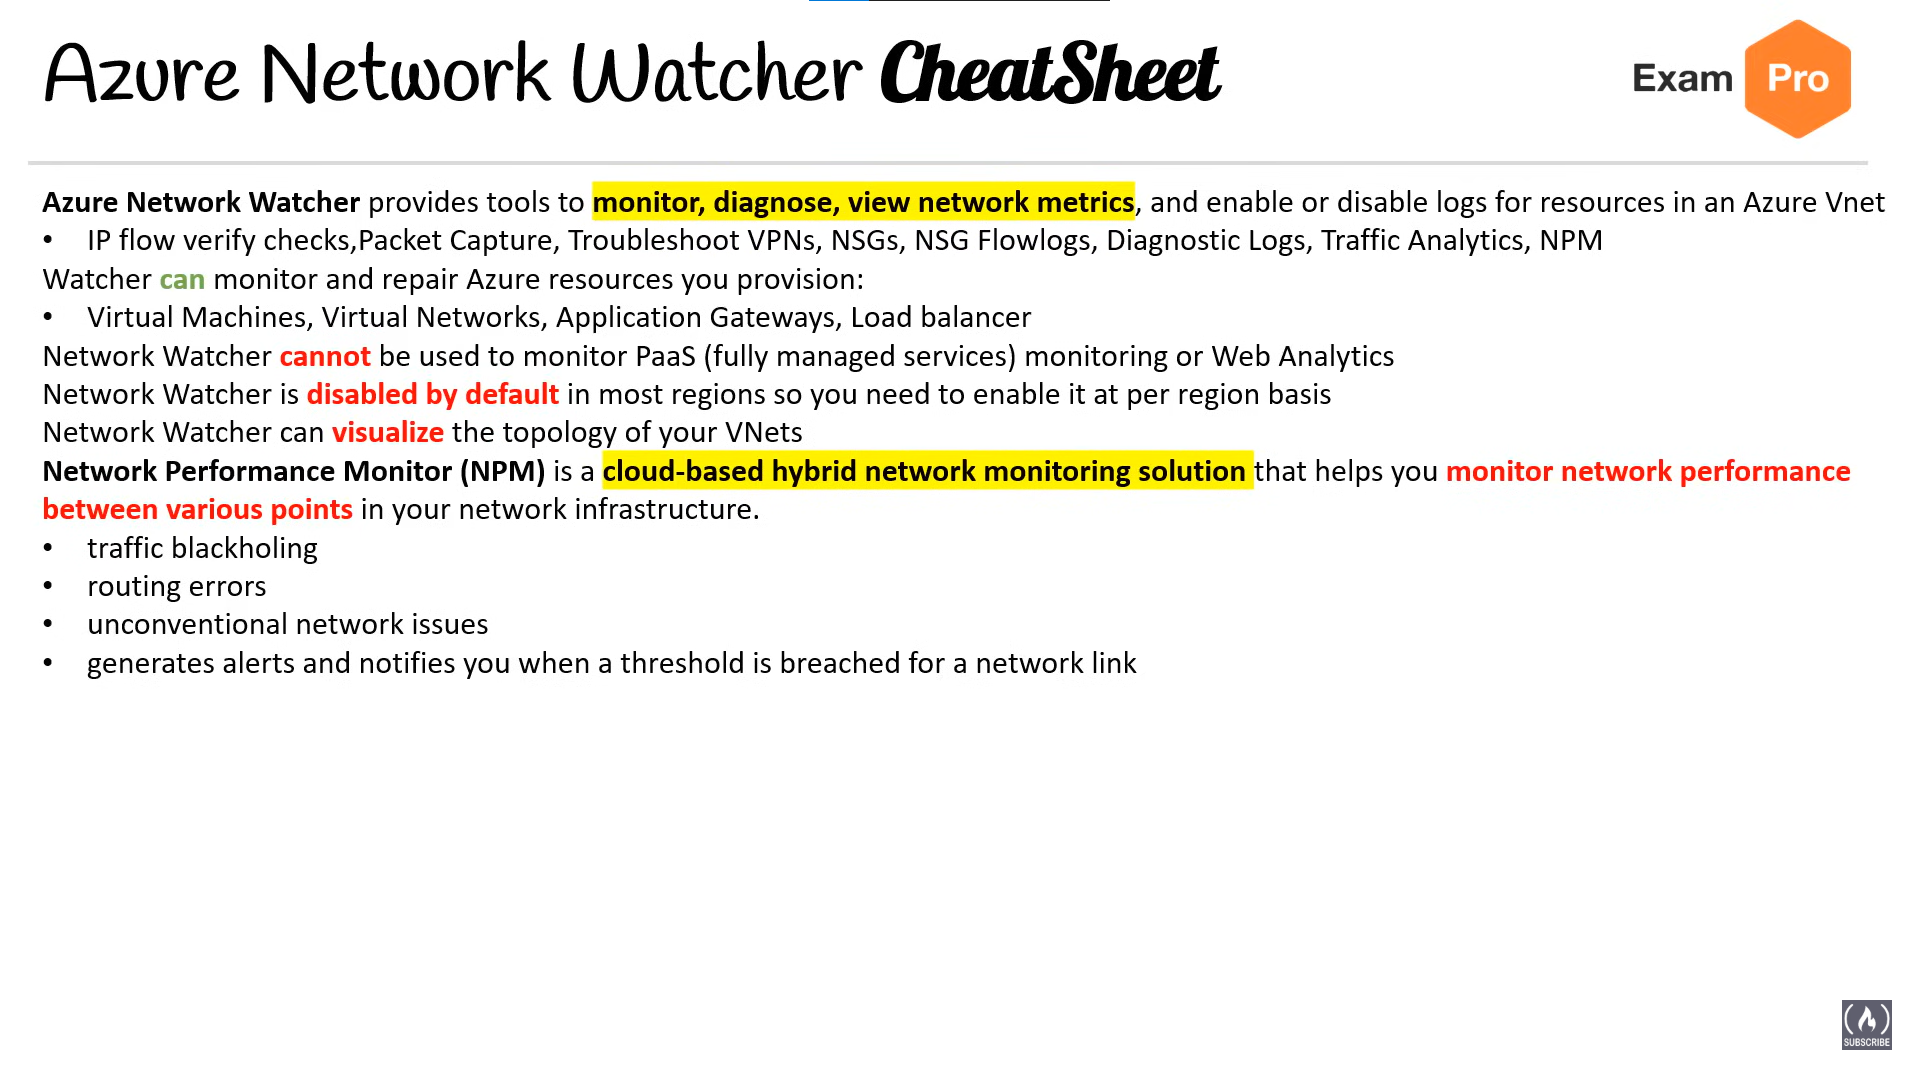 Azure Network Watcher CheatSheet
Exam Pro
Azure Network Watcher provides tools to monitor, diagnose, view network metrics, and enable or disable logs for resources in an Azure Vnet
• IP flow verify checks,Packet Capture, Troubleshoot VPNs, NSGs, NSG Flowlogs, Diagnostic Logs, Traffic Analytics, NPM
Watcher can monitor and repair Azure resources you provision:
• Virtual Machines, Virtual Networks, Application Gateways, Load balancer
Network Watcher cannot be used to monitor PaaS (fully managed services) monitoring or Web Analytics
Network Watcher is disabled by default in most regions so you need to enable it at per region basis
Network Watcher can visualize the topology of your VNets
Network Performance Monitor (NPM) is a cloud-based hybrid network monitoring solution that helps you monitor network performance
between various points in your network infrastructure.
• traffic blackholing
• routing errors
• unconventional network issues
• generates alerts and notifies you when a threshold is breached for a network link
SUBSCRIBE